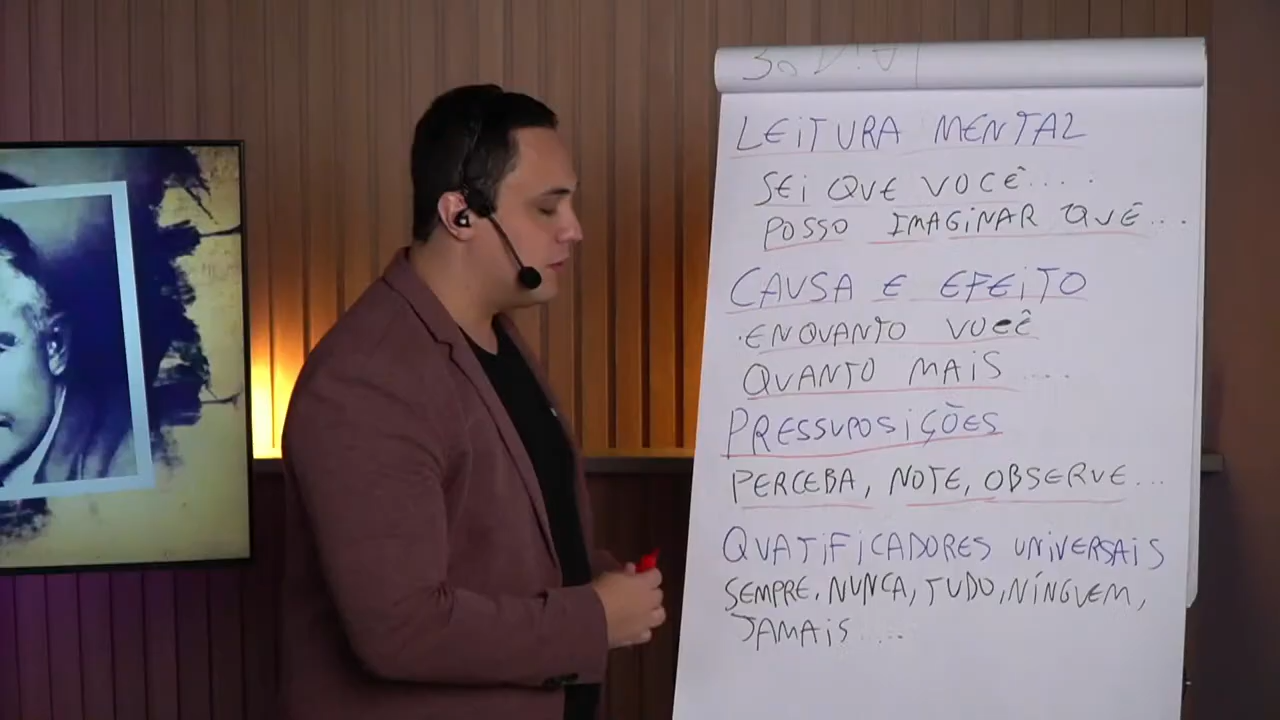 LEITURA MENTAL
SEI QUE VOCÊ....
POSSO IMAGINAR QUE...
CAUSA E EFEITO
.ENQUANTO VOCÊ
QUANTO MAIS ....
PRESSUPOSIÇÕES
PERCEBA, NOTE, OBSERVE...
QUATIFICADORES UNIVERSAIS
SEMPRE, NUNCA, TUDO, NÍNGUEM,
JAMAIS ....